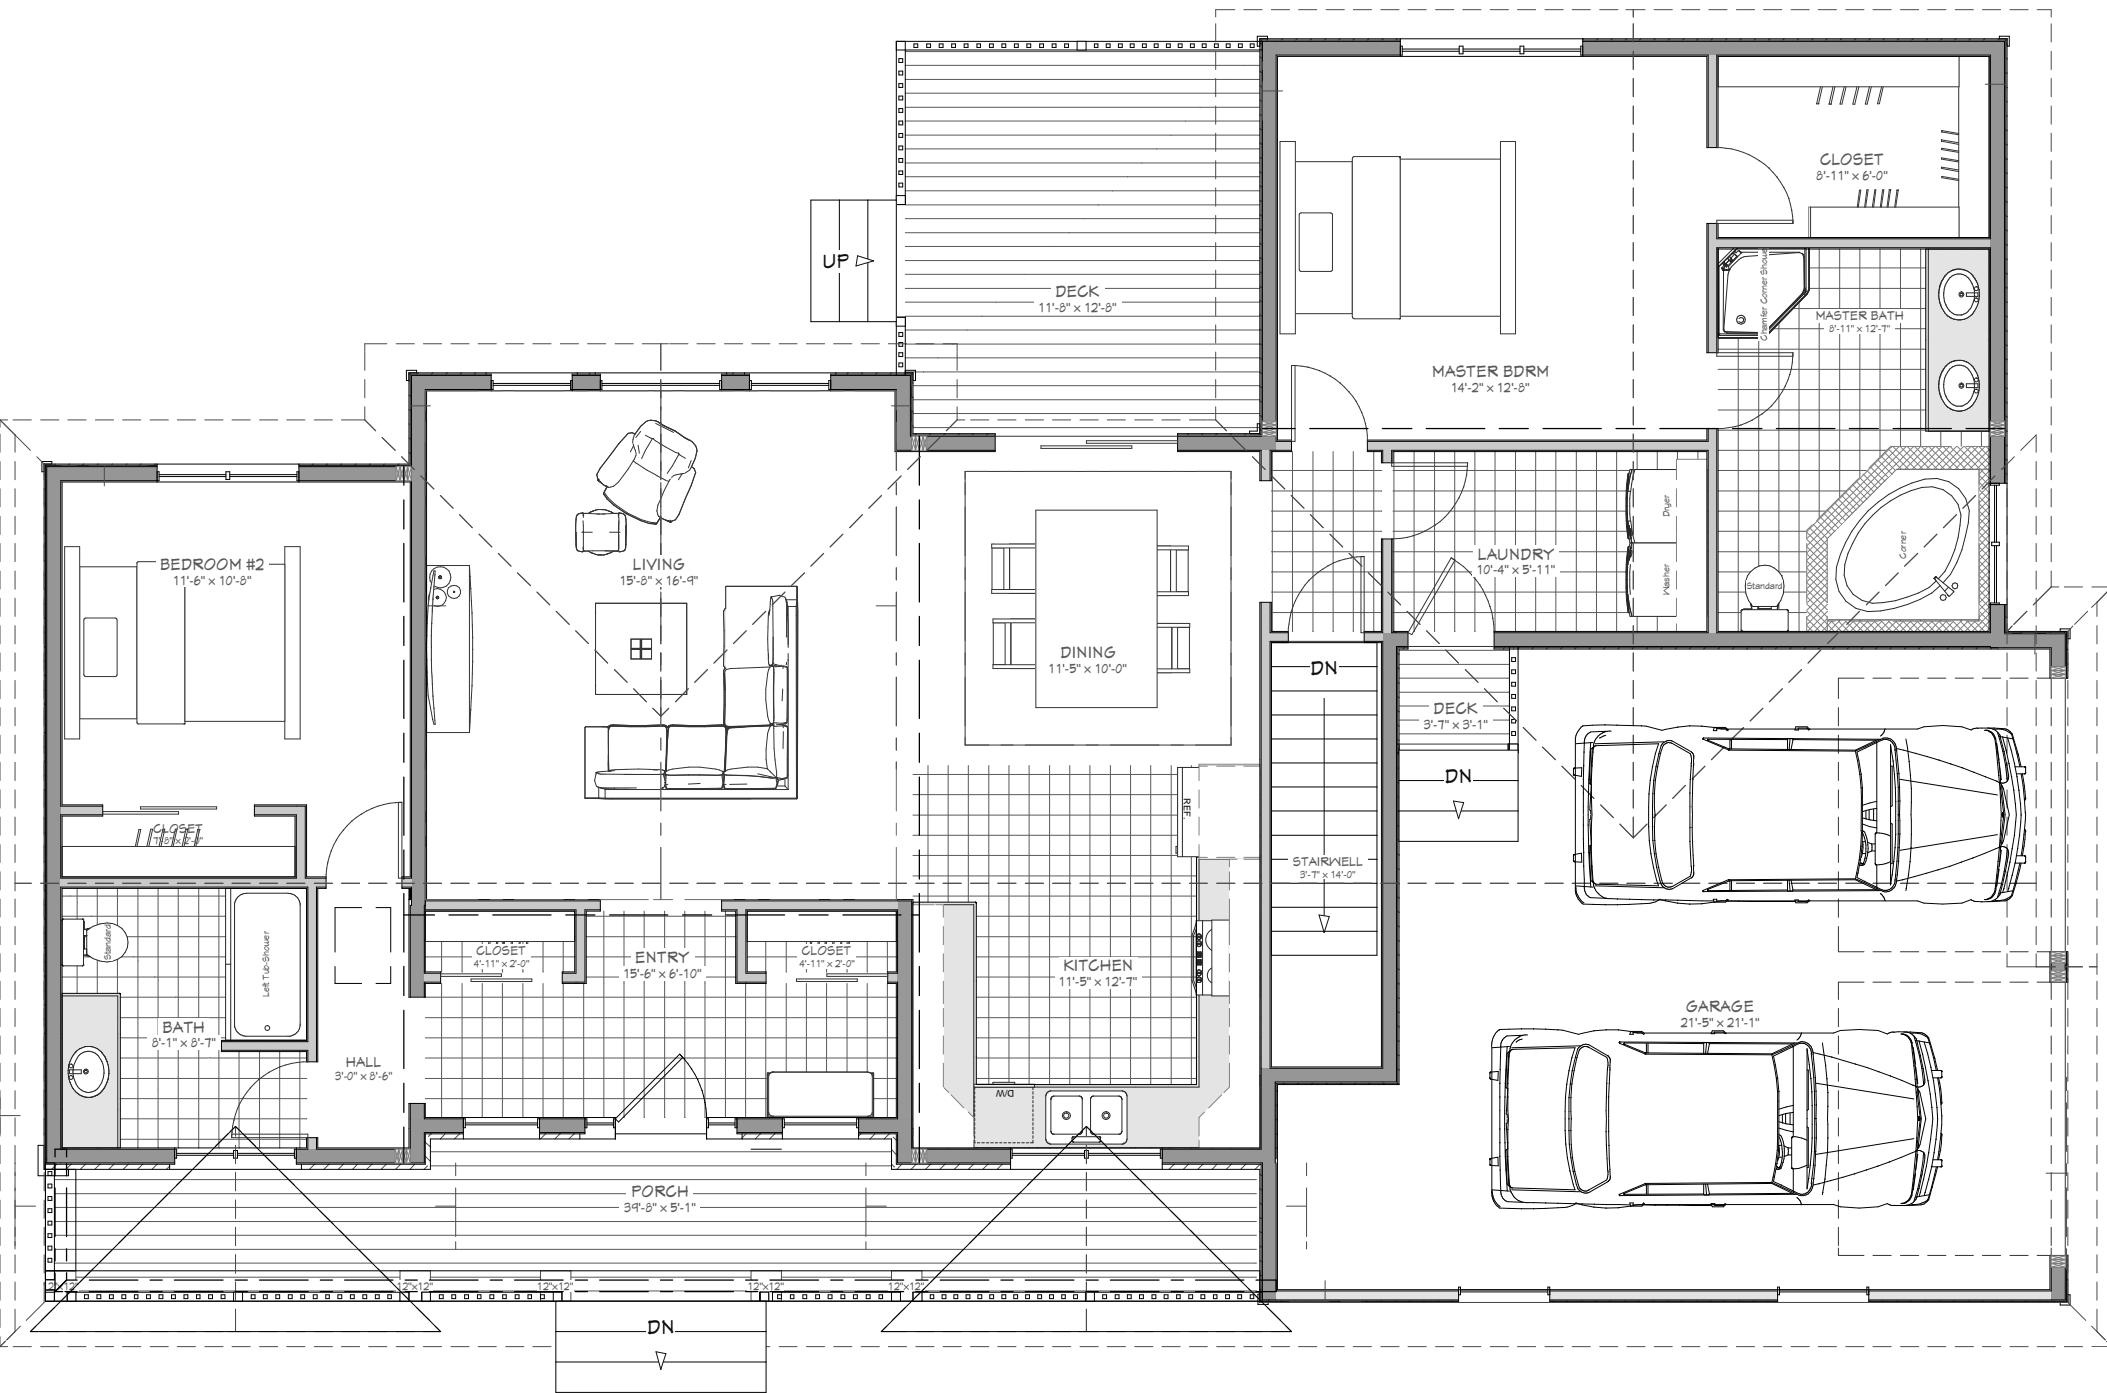 CLOSET
8'-11" x 6'-0"
UP
DECK
11'-8" x 12'-8"
Chamfer Corner Shower
MASTER BATH
8'-11" x 12'-7"
MASTER BDRM
14'-2" x 12'-8"
BEDROOM #2
11'-6" x 10'-8"
LIVING
15'-8" x 16'-9"
LAUNDRY
10'-4" x 5'-11"
Dryer
Washer
Corner
Standard
DINING
11'-5" x 10'-0"
DN
DECK
3'-7" x 3'-1"
DN
REF.
CLOSET
STAIRWELL
3'-7" x 14'-0"
Standard
Left Tub-Shower
CLOSET
4'-11" x 2'-0"
ENTRY
15'-6" x 6'-10"
CLOSET
4'-11" x 2'-0"
KITCHEN
11'-5" x 12'-7"
GARAGE
21'-5" x 21'-1"
BATH
8'-1" x 8'-7"
HALL
3'-0" x 8'-6"
D/W
PORCH
39'-8" x 5'-1"
12"x12"
12"x12"
12"x12"
12"x12"
12"x12"
DN